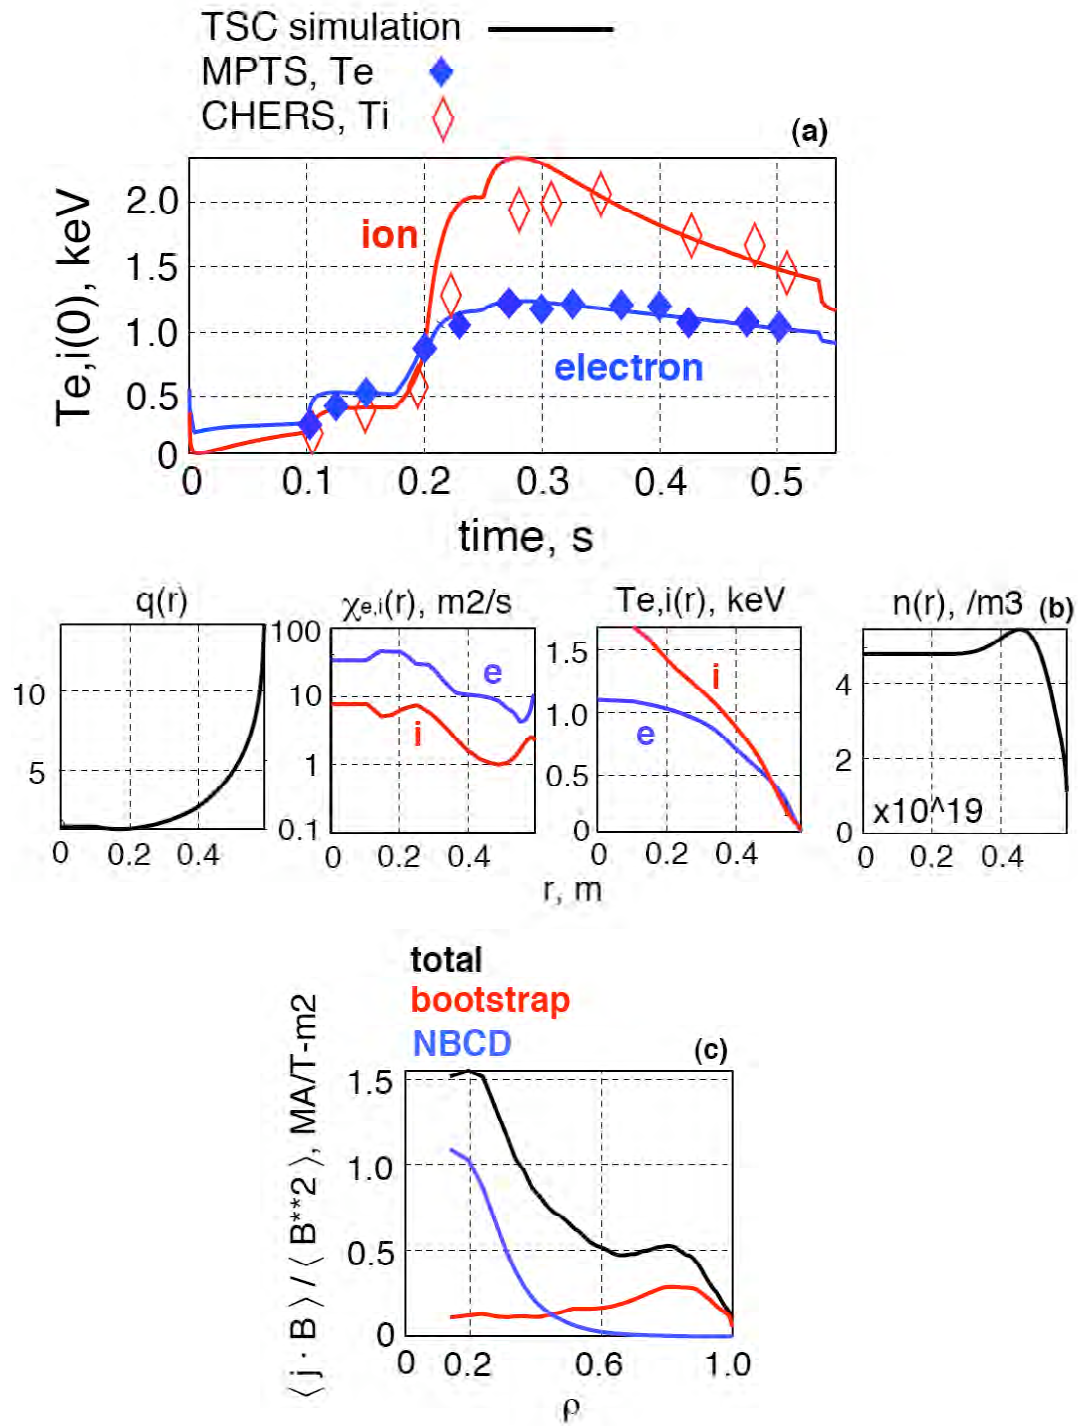 TSC simulation
MPTS, Te
CHERS, Ti
(a)
Te,i(0), keV
2.0
1.5
1.0
0.5
0
ion
electron
0 0.1 0.2 0.3 0.4 0.5
time, s
q(r)
χe,i(r), m2/s
Te,i(r), keV
n(r), /m3
(b)
10
5
0 0.2 0.4
100
10
1
0.1
e
i
0 0.2 0.4
1.5
1.0
0.5
0
i
e
0 0.2 0.4
4
2
0
x10^19
0 0.2 .4
r, m
total
bootstrap
NBCD
(c)
⟨ j · B ⟩ / ⟨ B**2 ⟩, MA/T-m2
1.5
1.0
0.5
0
0 0.2 0.6 1.0
ρ